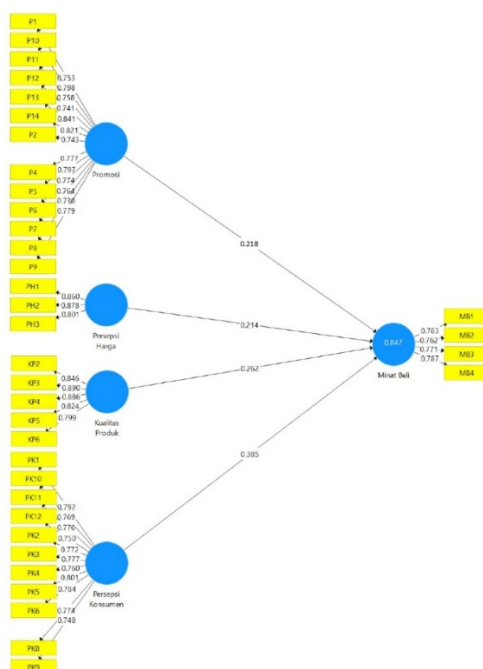 P1
P10
P11
P12
P13
P14
P2
P4
P5
P6
P7
P8
P9
0.753
0.798
0.758
0.741
0.841
0.821
0.743
0.777
0.797
0.774
0.764
0.730
0.779
Promosi
PH1
PH2
PH3
0.860
0.878
0.801
Persepsi
Harga
KP2
KP3
KP4
KP5
KP6
0.846
0.890
0.886
0.824
0.799
Kualitas
Produk
PK1
PK10
PK11
PK12
PK2
PK3
PK4
PK5
PK6
PK8
PK9
0.792
0.769
0.770
0.750
0.772
0.777
0.760
0.801
0.784
0.774
0.748
Persepsi
Konsumen
0.218
0.214
0.262
0.385
0.847
Minat Beli
0.783
0.762
0.771
0.787
MB1
MB2
MB3
MB4